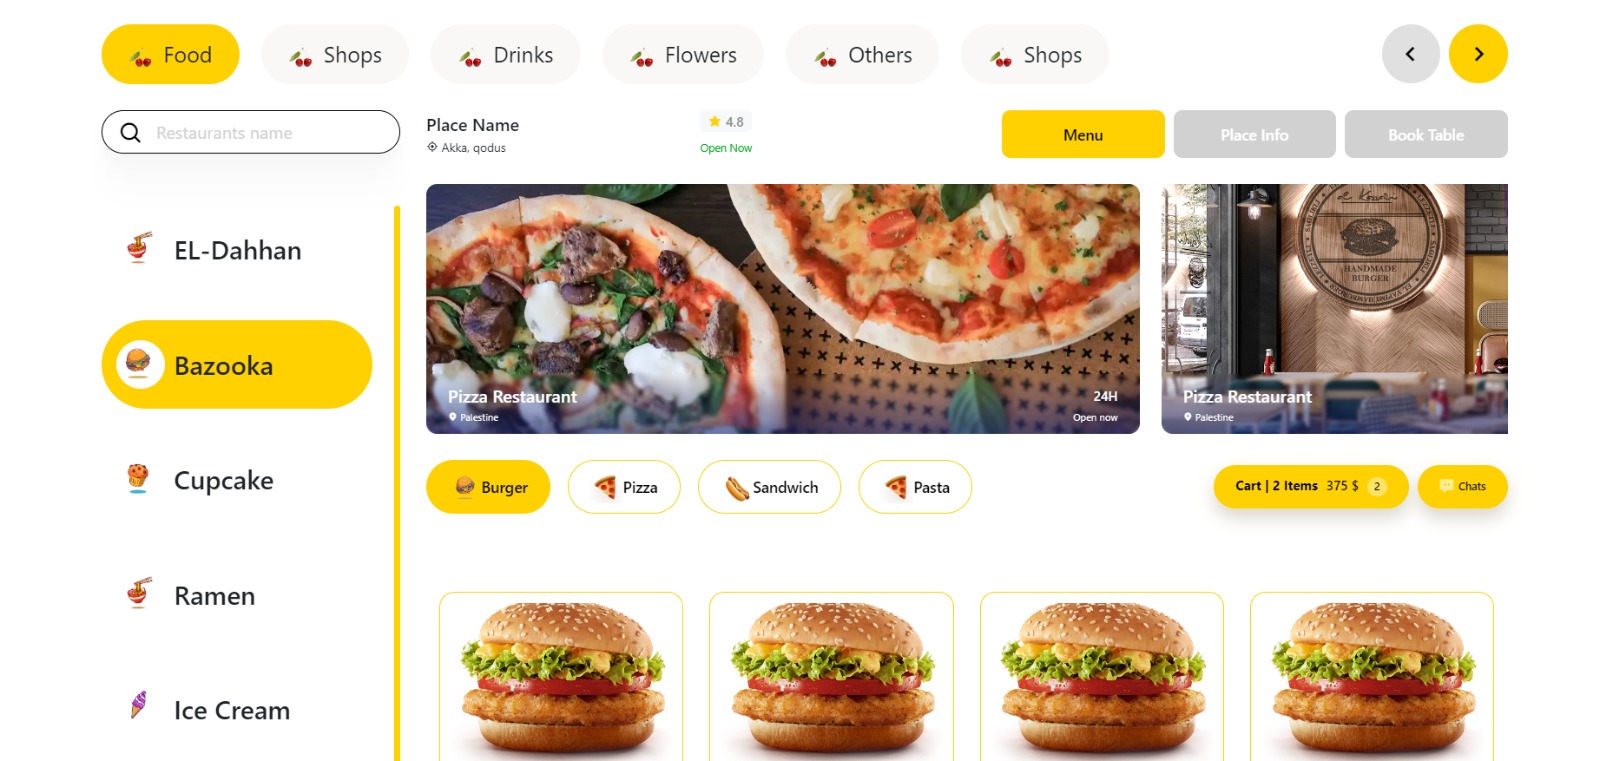 Food
Shops
Drinks
Flowers
Others
Shops
Restaurants name
Place Name
4.8
Akka, qodus
Open Now
Menu
Place Info
Book Table
EL-Dahhan
Bazooka
Cupcake
Ramen
Ice Cream
Pizza Restaurant
Palestine
24H
Open now
HANDMADE
BURGER
Pizza Restaurant
Palestine
Burger
Pizza
Sandwich
Pasta
Cart | 2 Items 375 $ 2
Chats